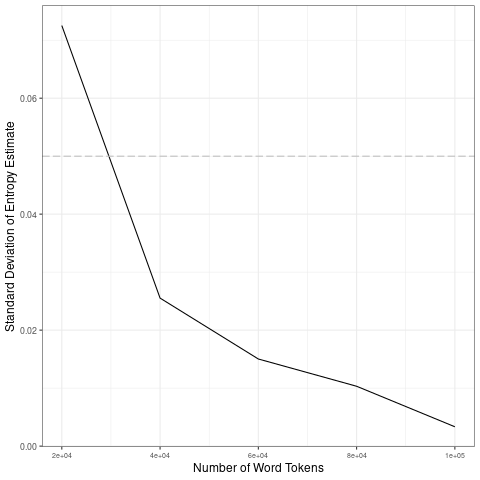 Standard Deviation of Entropy Estimate
0.06
0.04
0.02
0.00
2e+04 4e+04 6e+04 8e+04 1e+05
Number of Word Tokens